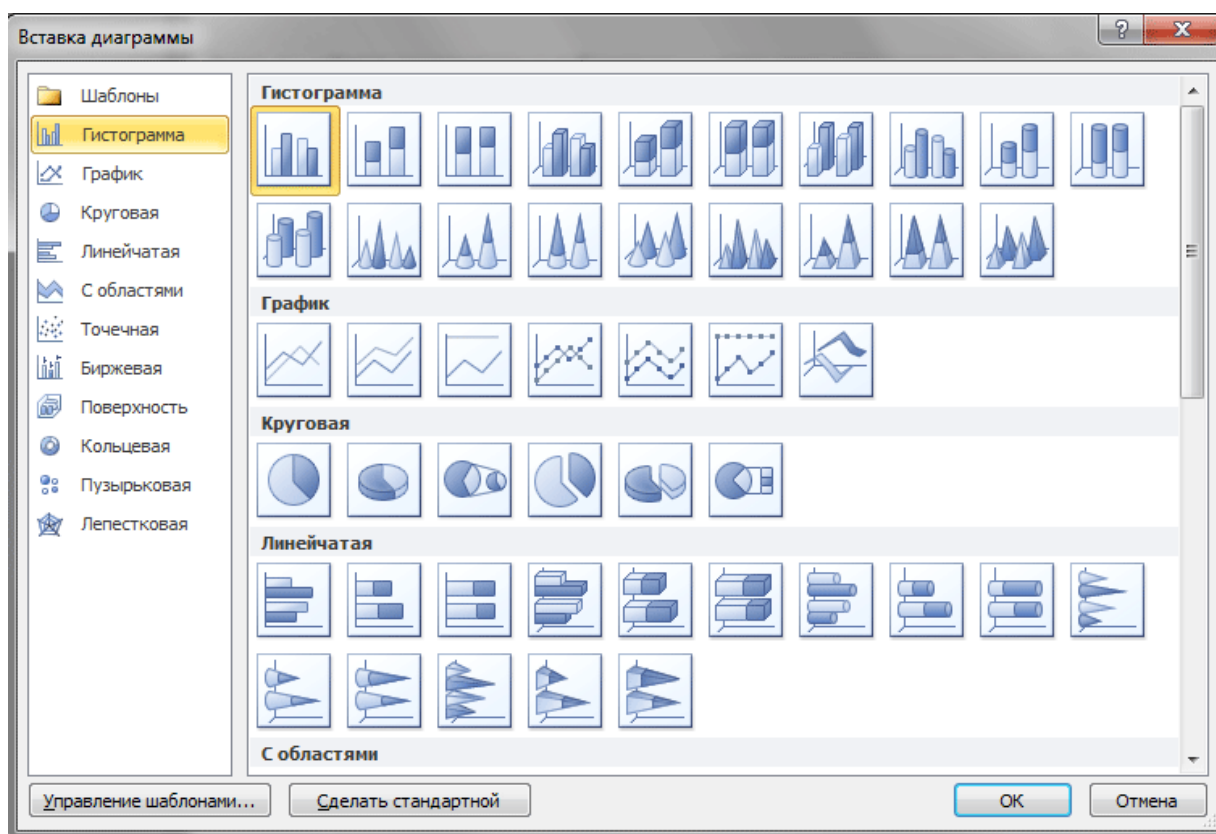 Вставка диаграммы
?
X
Шаблоны
Гистограмма
График
Круговая
Линейчатая
С областями
Точечная
Биржевая
Поверхность
Кольцевая
Пузырьковая
Лепестковая
Гистограмма
График
Круговая
Линейчатая
С областями
Управление шаблонами...
Сделать стандартной
ОК
Отмена